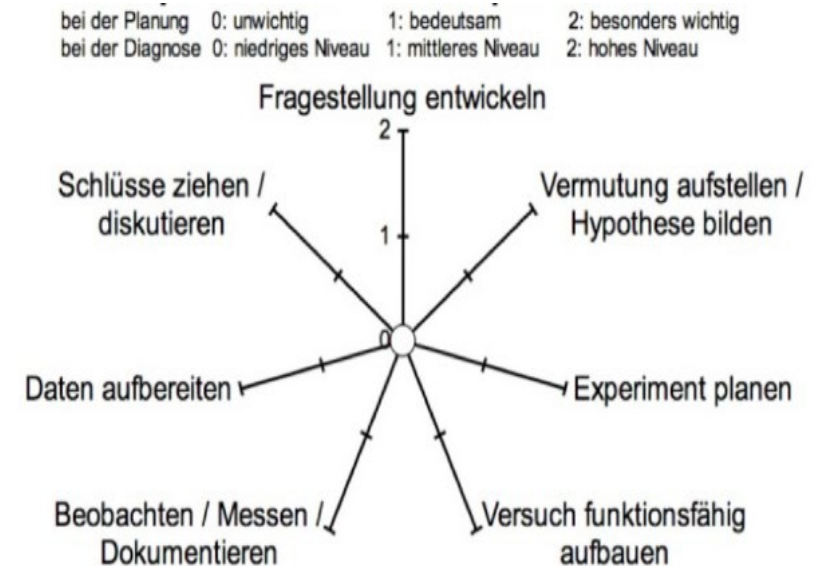 bei der Planung 0: unwichtig 1: bedeutsam 2: besonders wichtig
bei der Diagnose 0: niedriges Niveau 1: mittleres Niveau 2: hohes Niveau
Fragestellung entwickeln
2
Schlüsse ziehen /
diskutieren
Vermutung aufstellen /
Hypothese bilden
1
0
Daten aufbereiten
Experiment planen
Beobachten / Messen /
Dokumentieren
Versuch funktionsfähig
aufbauen